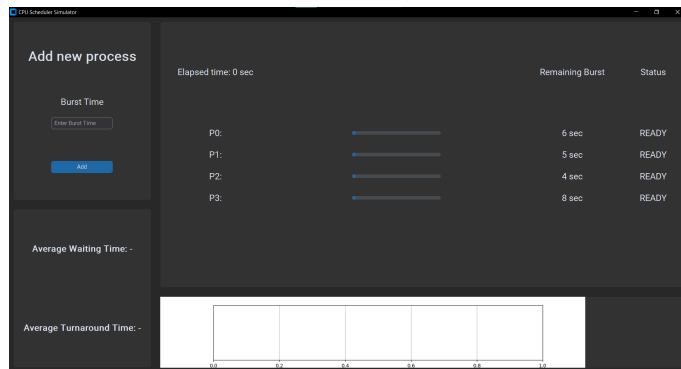 CPU Scheduler Simulator
Add new process
Burst Time
Enter Burst Time
Add
Average Waiting Time: -
Average Turnaround Time: -
Elapsed time: 0 sec Remaining Burst Status
P0: 6 sec READY
P1: 5 sec READY
P2: 4 sec READY
P3: 8 sec READY
0.0 0.2 0.4 0.6 0.8 1.0